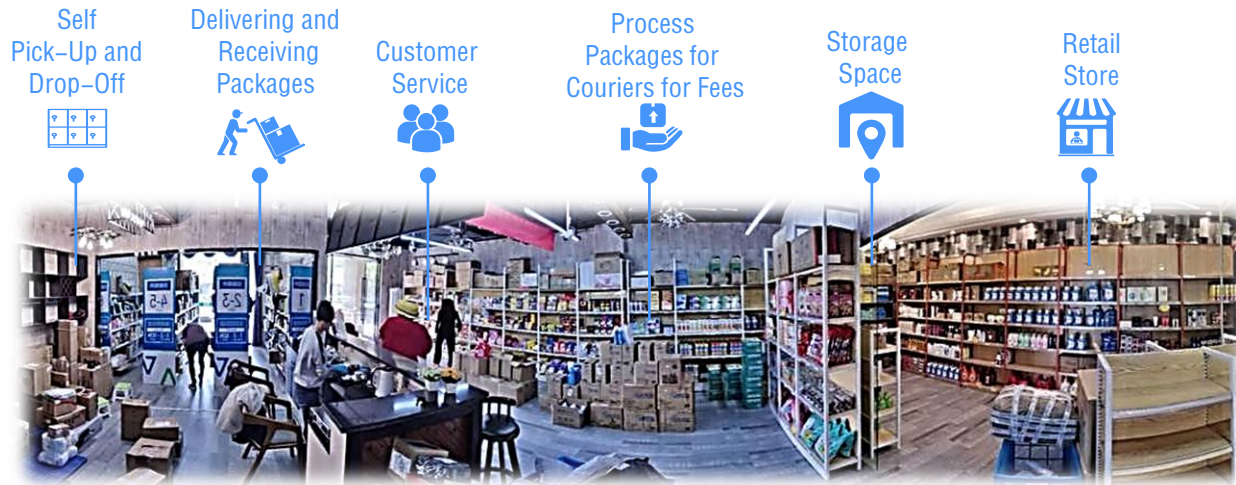 Self
Pick–Up and
Drop–Off
Delivering and
Receiving
Packages
Customer
Service
Process
Packages for
Couriers for Fees
Storage
Space
Retail
Store
4-5
2-3
1